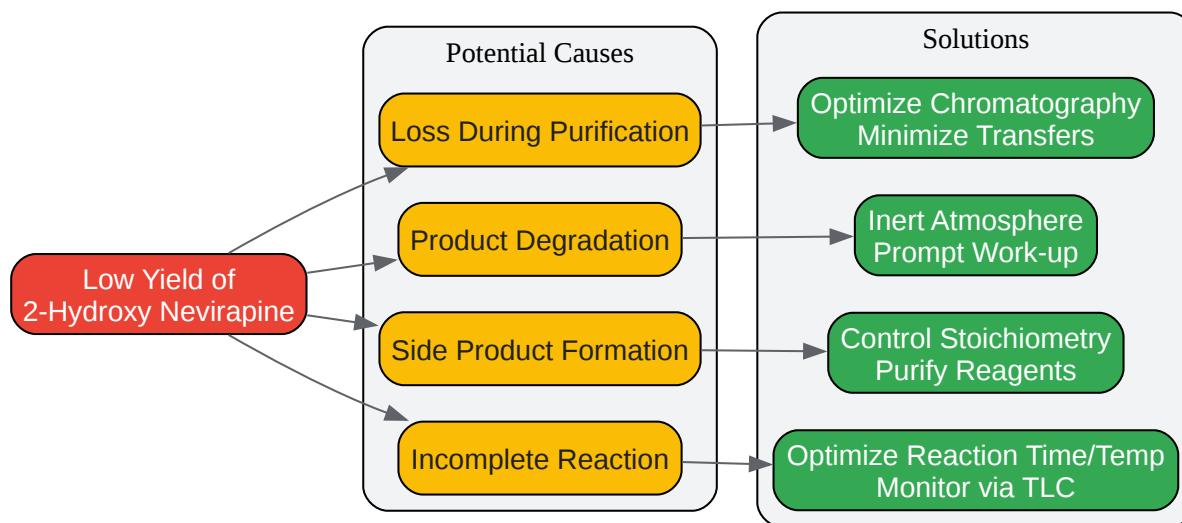 Low Yield of
2-Hydroxy Nevirapine
Potential Causes
Loss During Purification
Product Degradation
Side Product Formation
Incomplete Reaction
Solutions
Optimize Chromatography
Minimize Transfers
Inert Atmosphere
Prompt Work-up
Control Stoichiometry
Purify Reagents
Optimize Reaction Time/Temp
Monitor via TLC